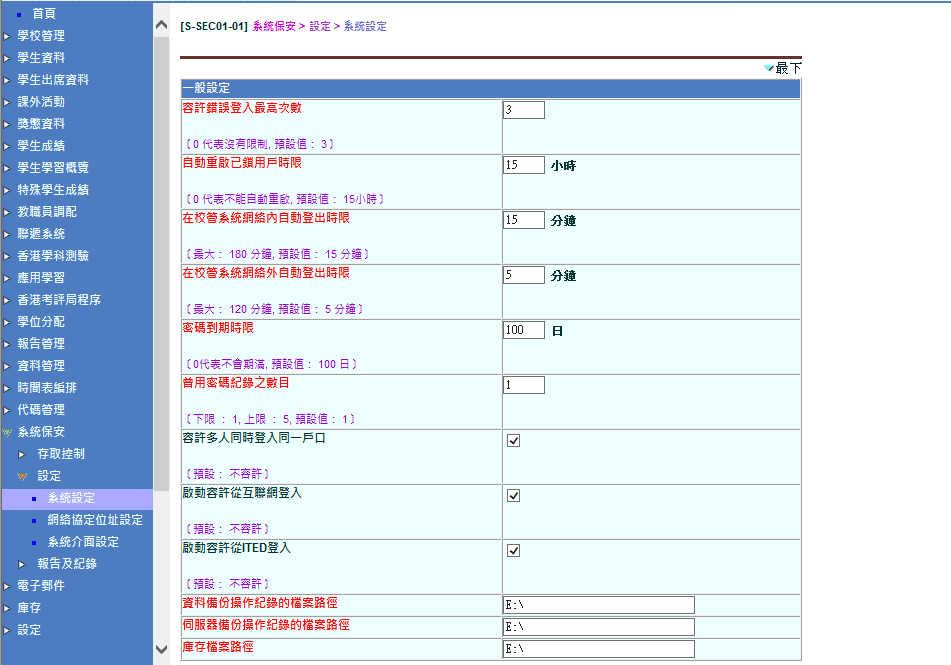 首頁
學校管理
學生資料
學生出席資料
課外活動
獎懲資料
學生成績
學生學習概覽
特殊學生成績
教職員調配
聯遞系統
香港學科測驗
應用學習
香港考評局程序
學位分配
報告管理
資料管理
時間表編排
代碼管理
系統保安
存取控制
設定
系統設定
網絡協定位址設定
系統介面設定
報告及紀錄
電子郵件
庫存
設定
[S-SEC01-01] 系統保安 > 設定 > 系統設定
最下
一般設定
容許錯誤登入最高次數 3
〔0 代表沒有限制, 預設值： 3〕
自動重啟已鎖用戶時限 15 小時
〔0 代表不能自動重啟, 預設值： 15小時〕
在校管系統網絡內自動登出時限 15 分鐘
〔最大： 180 分鐘, 預設值： 15 分鐘〕
在校管系統網絡外自動登出時限 5 分鐘
〔最大： 120 分鐘, 預設值： 5 分鐘〕
密碼到期時限 100 日
〔0代表不會期滿, 預設值： 100 日〕
曾用密碼紀錄之數目 1
〔下限： 1, 上限 ： 5, 預設值： 1〕
容許多人同時登入同一戶口
〔預設： 不容許〕
啟動容許從互聯網登入
〔預設： 不容許〕
啟動容許從ITED登入
〔預設： 不容許〕
資料備份操作紀錄的檔案路徑 E:\
伺服器備份操作紀錄的檔案路徑 E:\
庫存檔案路徑 E:\